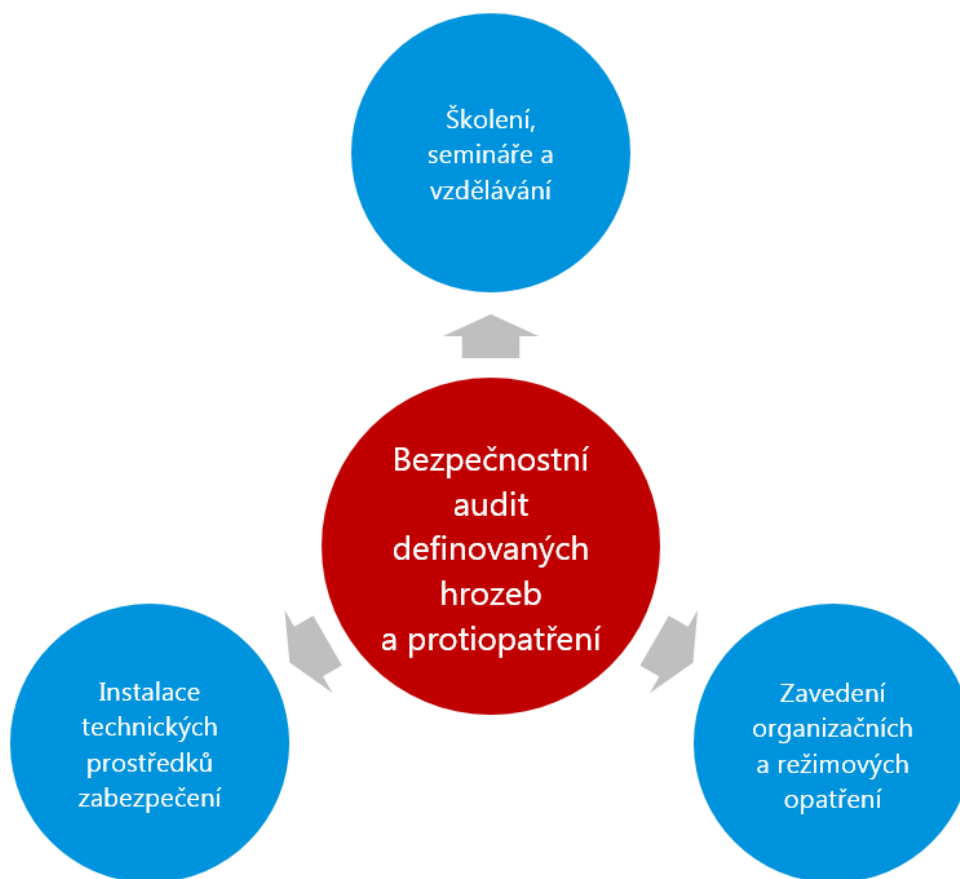 Školení,
semináře a
vzdělávání
Bezpečnostní
audit
definovaných
hrozeb
a protiopatření
Instalace
technických
prostředků
zabezpečení
Zavedení
organizačních
a režimových
opatření